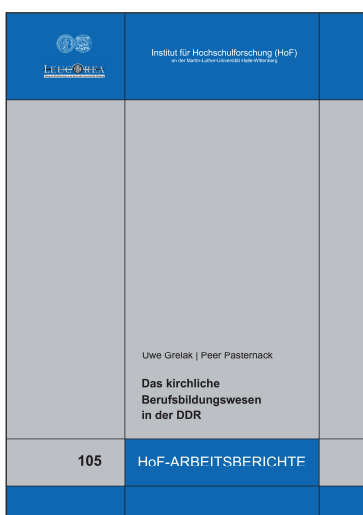 LEUCOREA
Institut für Hochschulforschung (HoF)
an der Martin-Luther-Universität Halle-Wittenberg
Uwe Grelak | Peer Pasternack
Das kirchliche
Berufsbildungswesen
in der DDR
105
HoF-ARBEITSBERICHTE